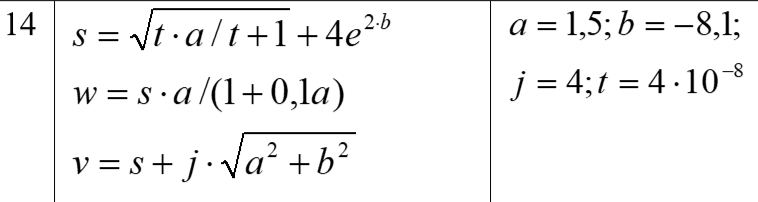 14
s = √(t · a / t + 1) + 4e^(2·b)
w = s · a /(1 + 0,1a)
v = s + j · √(a² + b²)
a = 1,5; b = −8,1;
j = 4; t = 4 · 10⁻⁸